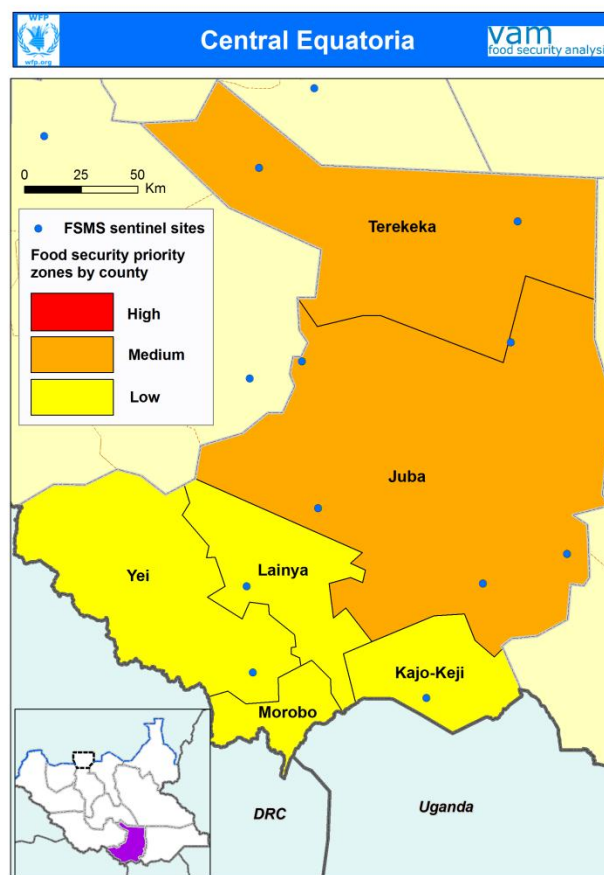 WFP
wfp.org
Central Equatoria
vam
food security analysis
0 25 50
Km
FSMS sentinel sites
Food security priority
zones by county
High
Medium
Low
Terekeka
Juba
Yei
Lainya
Kajo-Keji
Morobo
DRC
Uganda